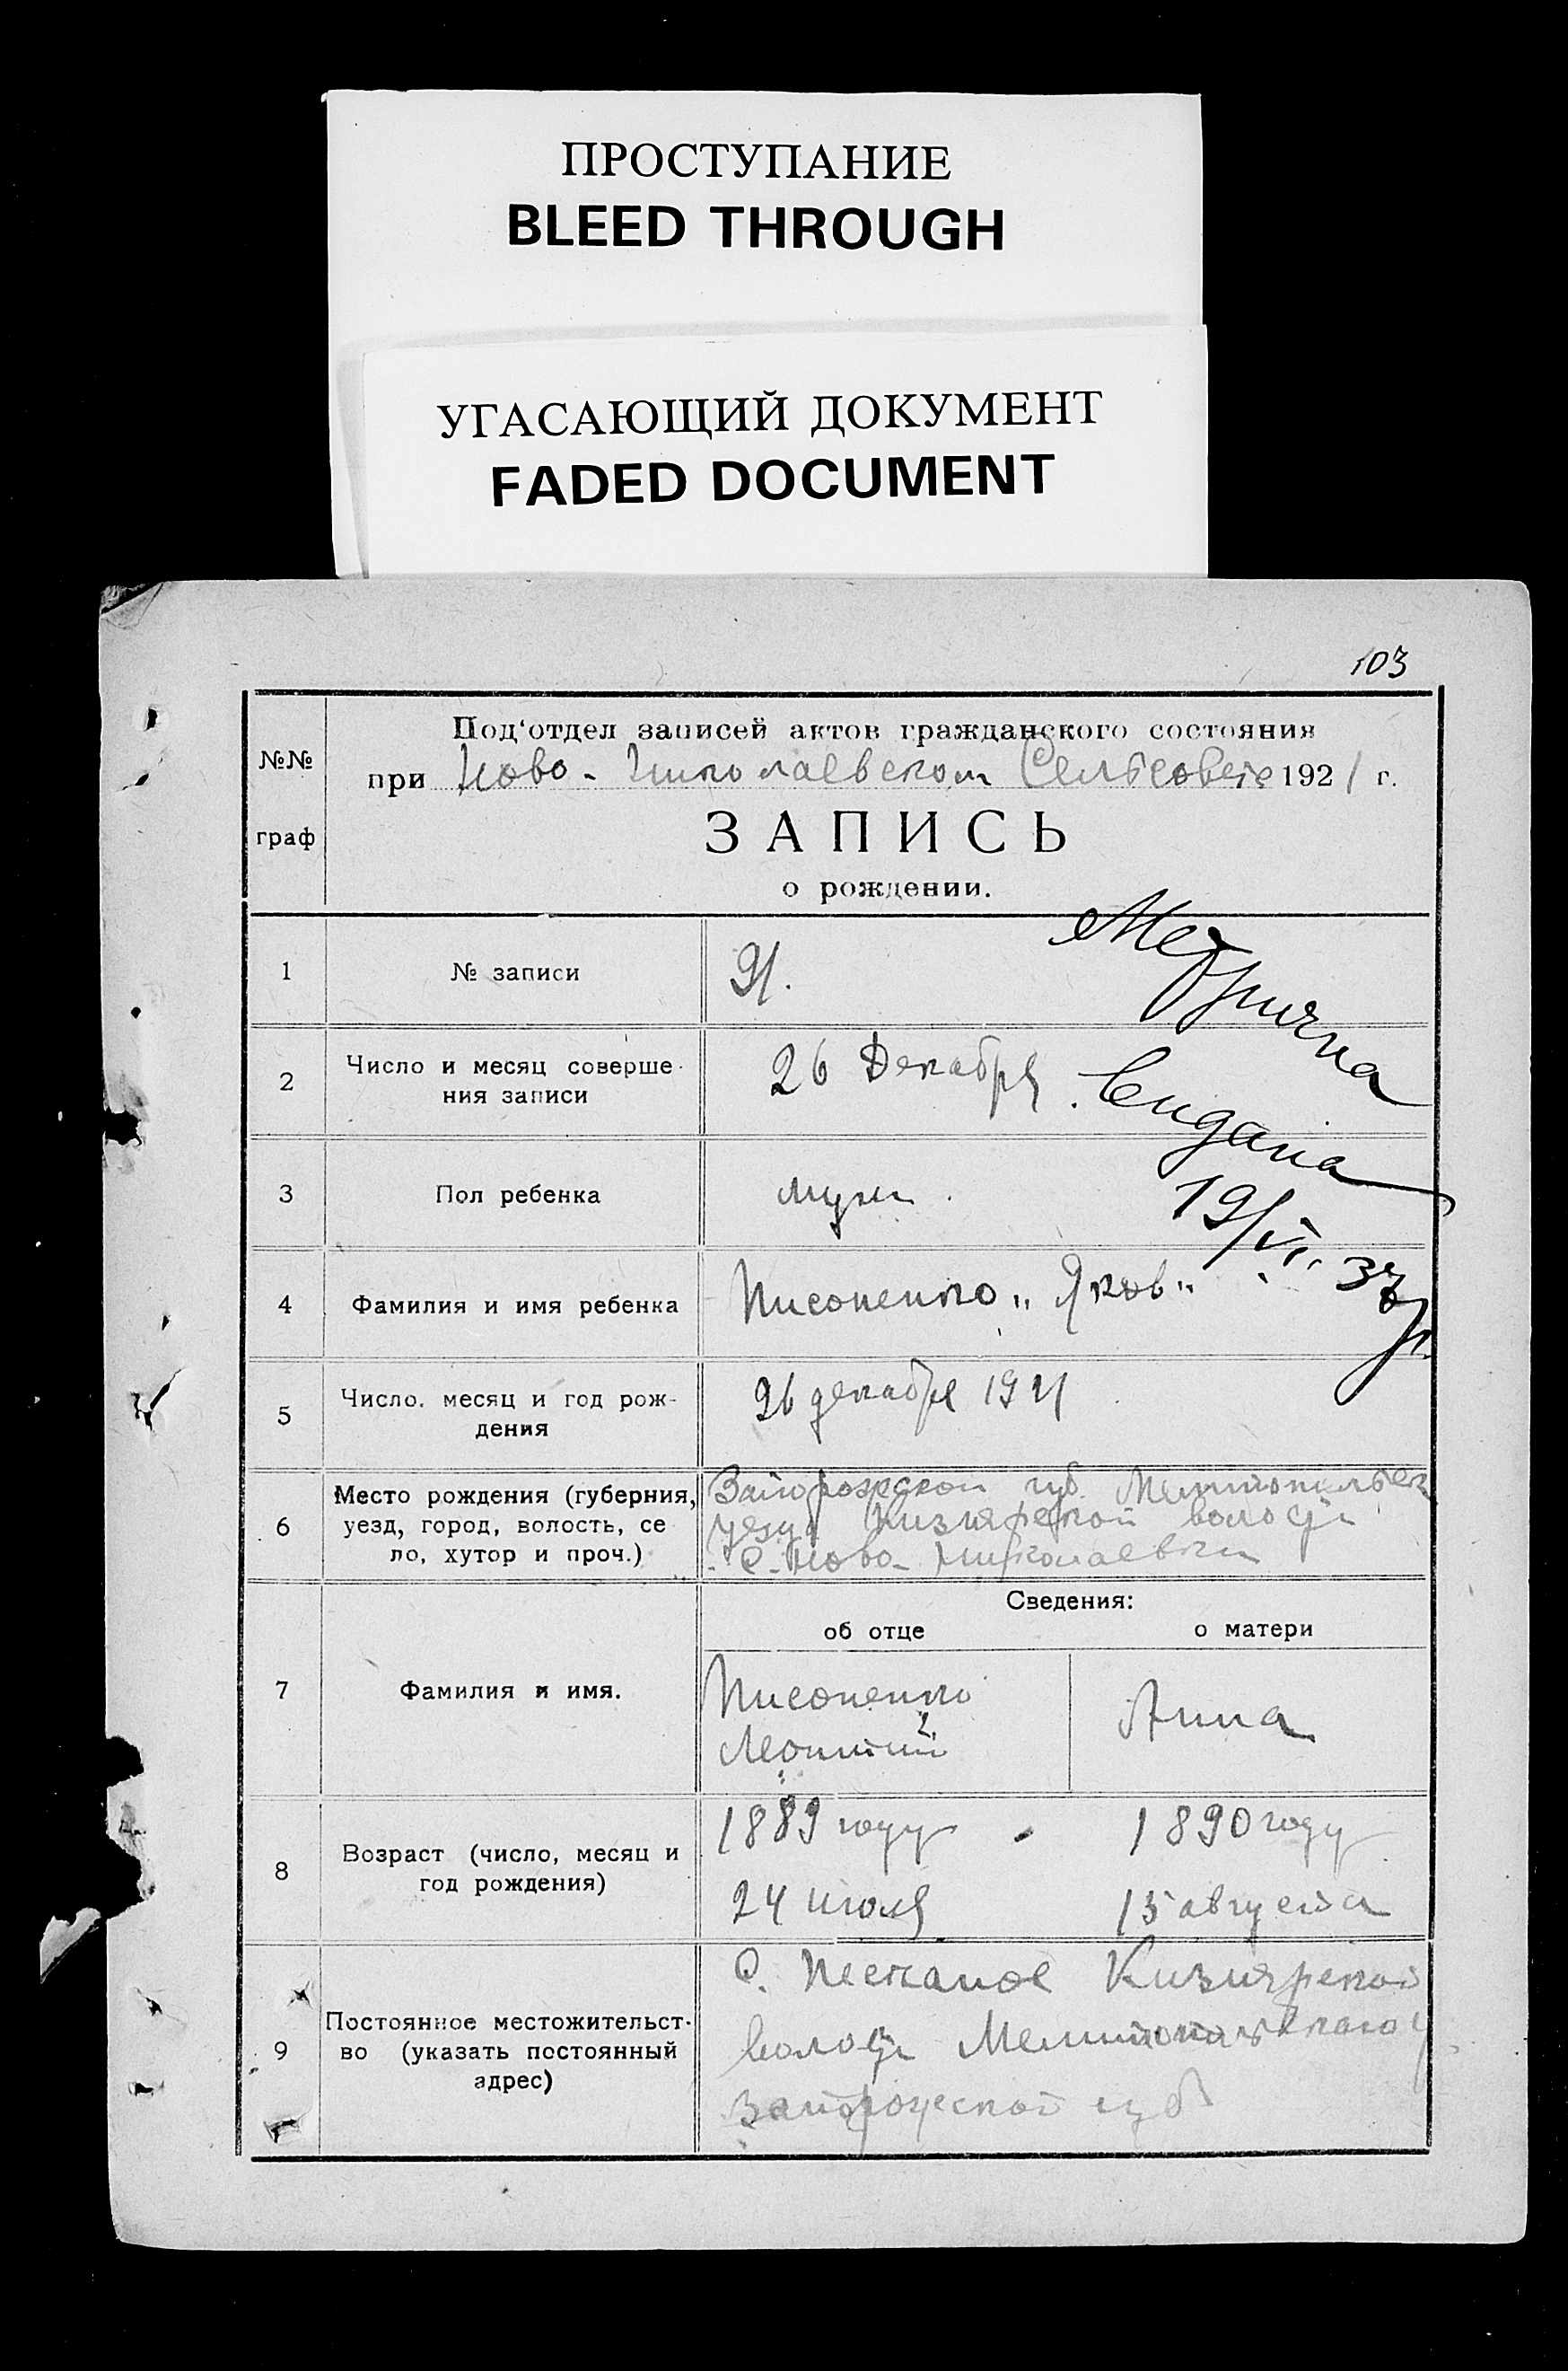 ПРОСТУПАНИЕ
BLEED THROUGH
УГАСАЮЩИЙ ДОКУМЕНТ
FADED DOCUMENT
103
№№
граф
Под‘отдел записей актов гражданского состояния
при Ново-Николаевском Сельсовете 1921 г.
ЗАПИСЬ
о рождении.
Метрична
видана
19/VI 37 р.
1 № записи 91.
2 Число и месяц соверше-
ния записи 26 Декабря
3 Пол ребенка муж.
4 Фамилия и имя ребенка Писоненко „Яков„
5 Число, месяц и год рож-
дения 26 декабря 1921
6 Место рождения (губерния,
уезд, город, волость, се
ло, хутор и проч.)
Запорожской губ. Мелитопольск
уезда Кизиярской волости
С. Ново-Николаевки
Сведения:
об отце о матери
7 Фамилия и имя.
Писоненко
Леонтий
Анна
8 Возраст (число, месяц и
год рождения)
1889 году 1890 году
24 июля 15 августа
9 Постоянное местожительст-
во (указать постоянный
адрес)
С. Песчаное Кизиярской
волости Мелитопольского у
Запорожской губ